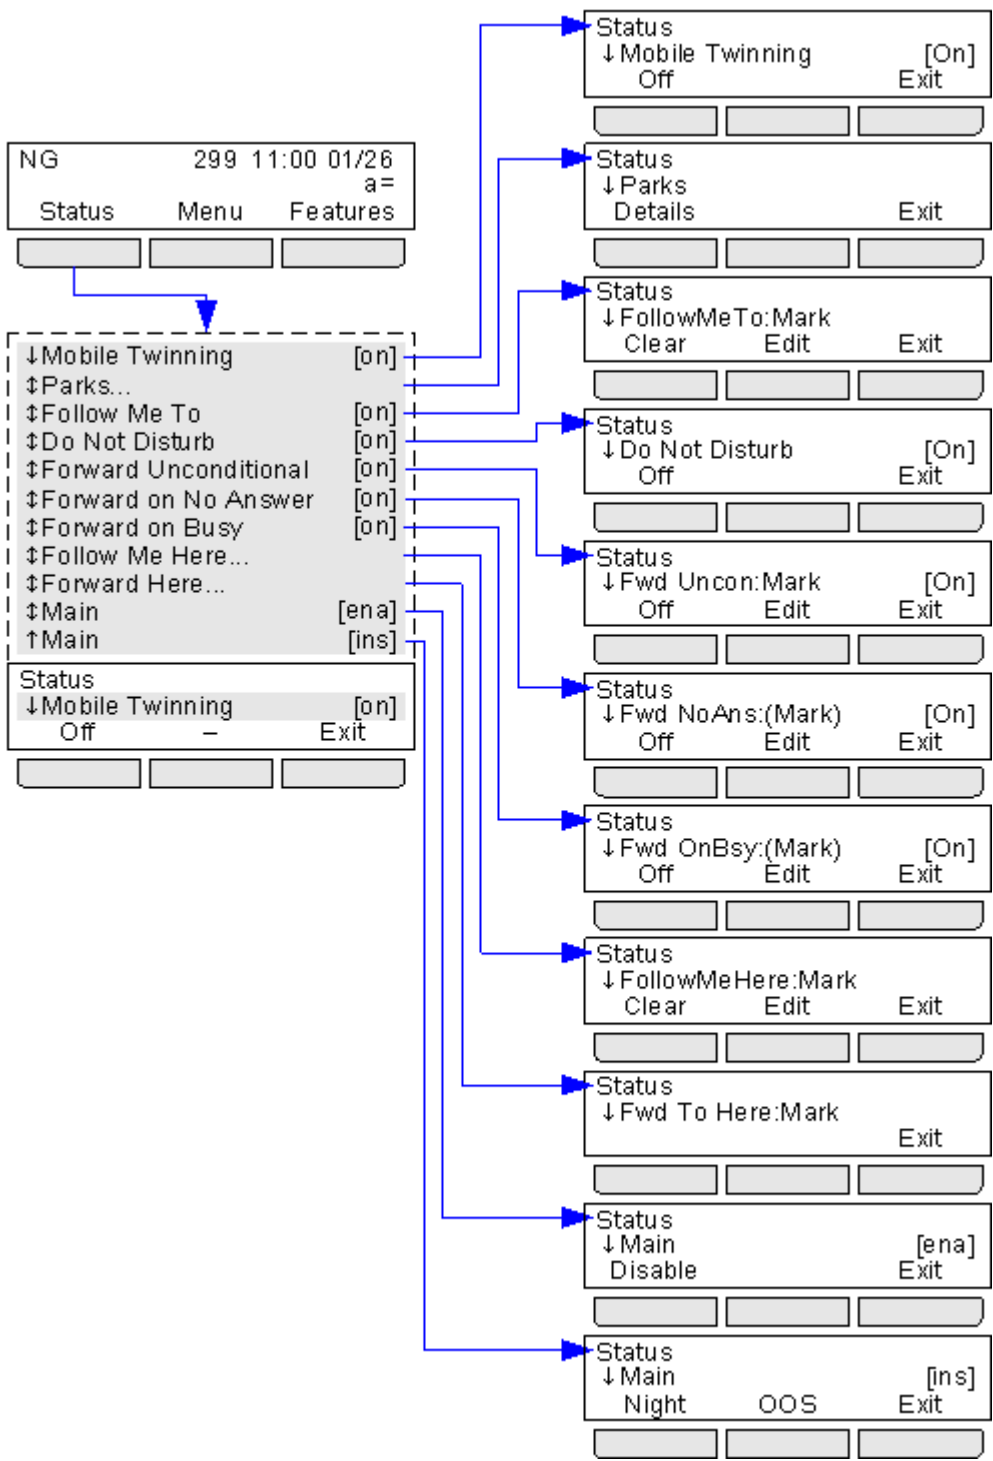 NG 299 11:00 01/26
a=
Status Menu Features
↓Mobile Twinning [on]
↕Parks...
↕Follow Me To [on]
↕Do Not Disturb [on]
↕Forward Unconditional [on]
↕Forward on No Answer [on]
↕Forward on Busy [on]
↕Follow Me Here...
↕Forward Here...
↕Main [ena]
↑Main [ins]
Status
↓Mobile Twinning [on]
Off – Exit
Status
↓Mobile Twinning [On]
Off Exit
Status
↓Parks
Details Exit
Status
↓FollowMeTo:Mark
Clear Edit Exit
Status
↓Do Not Disturb [On]
Off Exit
Status
↓Fwd Uncon:Mark [On]
Off Edit Exit
Status
↓Fwd NoAns:(Mark) [On]
Off Edit Exit
Status
↓Fwd OnBsy:(Mark) [On]
Off Edit Exit
Status
↓FollowMeHere:Mark
Clear Edit Exit
Status
↓Fwd To Here:Mark
Exit
Status
↓Main [ena]
Disable Exit
Status
↓Main [ins]
Night OOS Exit